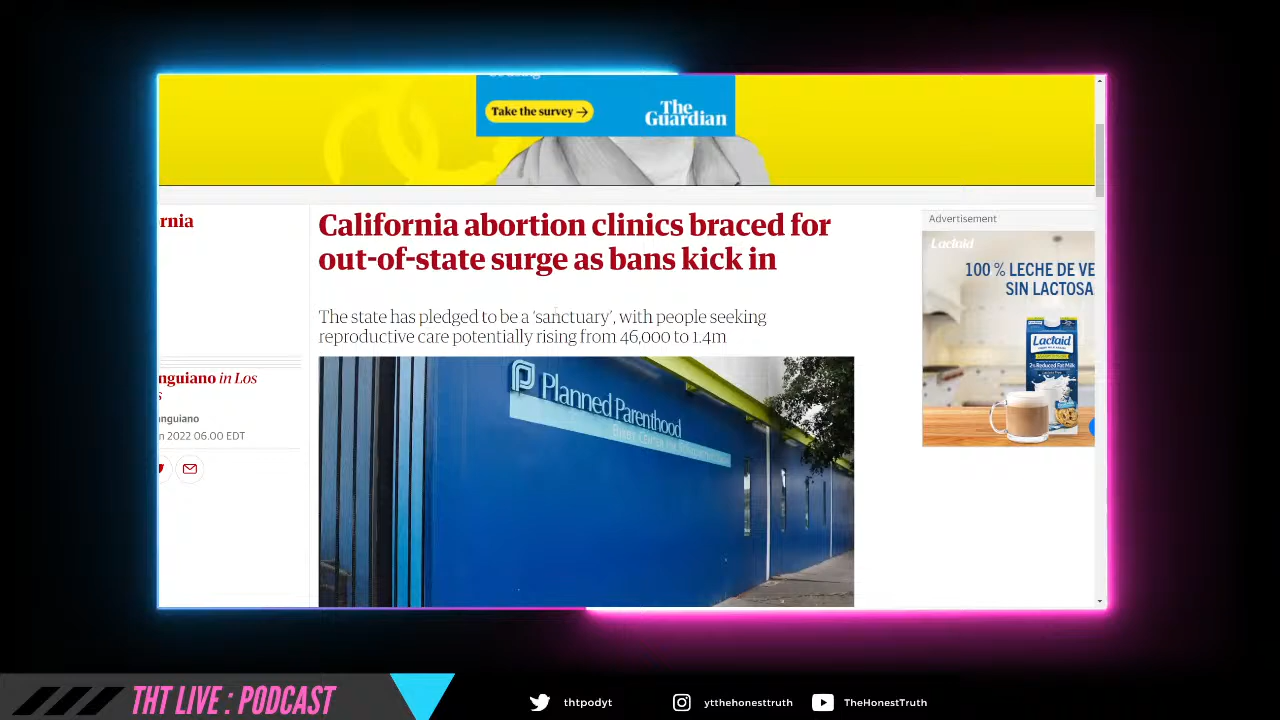 Take the survey →
The
Guardian
rnia
California abortion clinics braced for
out-of-state surge as bans kick in
The state has pledged to be a ‘sanctuary’, with people seeking
reproductive care potentially rising from 46,000 to 1.4m
nguiano in Los
s
nguiano
n 2022 06.00 EDT
Planned Parenthood
Advertisement
Lactaid
100 % LECHE DE VE
SIN LACTOSA
Lactaid
THT LIVE : PODCAST
thtpodyt
ytthehonesttruth
TheHonestTruth